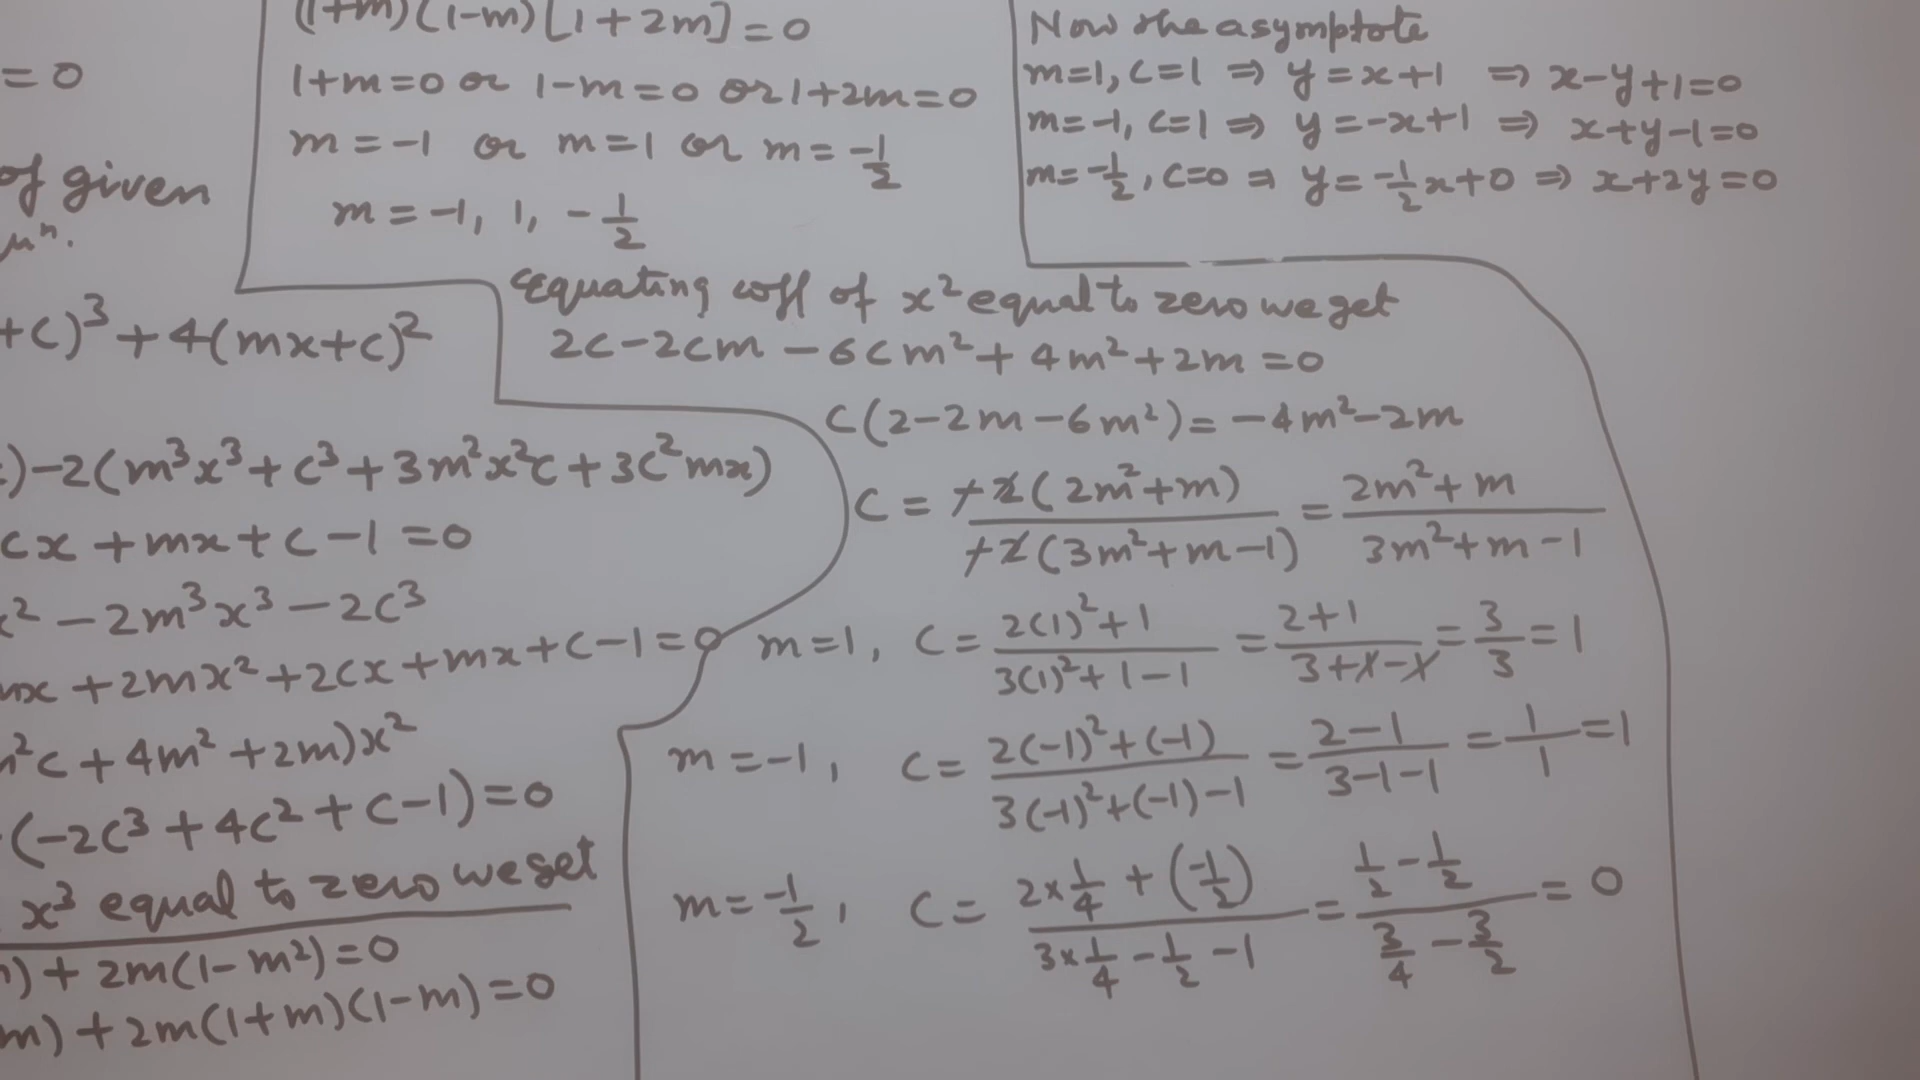 = 0
of given
μⁿ.
+c)³ + 4(mx+c)²
)-2(m³x³ + c³ + 3m²x²c + 3c²mx)
cx + mx + c - 1 = 0
x² - 2m³x³ - 2c³
mx + 2mx² + 2cx + mx + c - 1 = 0
m²c + 4m² + 2m)x²
(-2c³ + 4c² + c - 1) = 0
x³ equal to zero we get
) + 2m(1-m²) = 0
m) + 2m(1+m)(1-m) = 0
(1+m)(1-m)[1+2m] = 0
1+m=0 or 1-m=0 or 1+2m=0
m = -1 or m=1 or m = -1/2
m = -1, 1, -1/2
Equating coff of x² equal to zero we get
2c - 2cm - 6cm² + 4m² + 2m = 0
c(2-2m-6m²) = -4m²-2m
c = -2(2m²+m)/-2(3m²+m-1) = 2m²+m/3m²+m-1
m=1, c = 2(1)²+1/3(1)²+1-1 = 2+1/3+1-1 = 3/3 = 1
m=-1, c = 2(-1)²+(-1)/3(-1)²+(-1)-1 = 2-1/3-1-1 = 1/1 = 1
m=-1/2, c = 2×1/4+(-1/2)/3×1/4-1/2-1 = 1/2-1/2/3/4-3/2 = 0
Now the asymptote
m=1, c=1 ⇒ y=x+1 ⇒ x-y+1=0
m=-1, c=1 ⇒ y=-x+1 ⇒ x+y-1=0
m=-1/2, c=0 ⇒ y=-1/2x+0 ⇒ x+2y=0